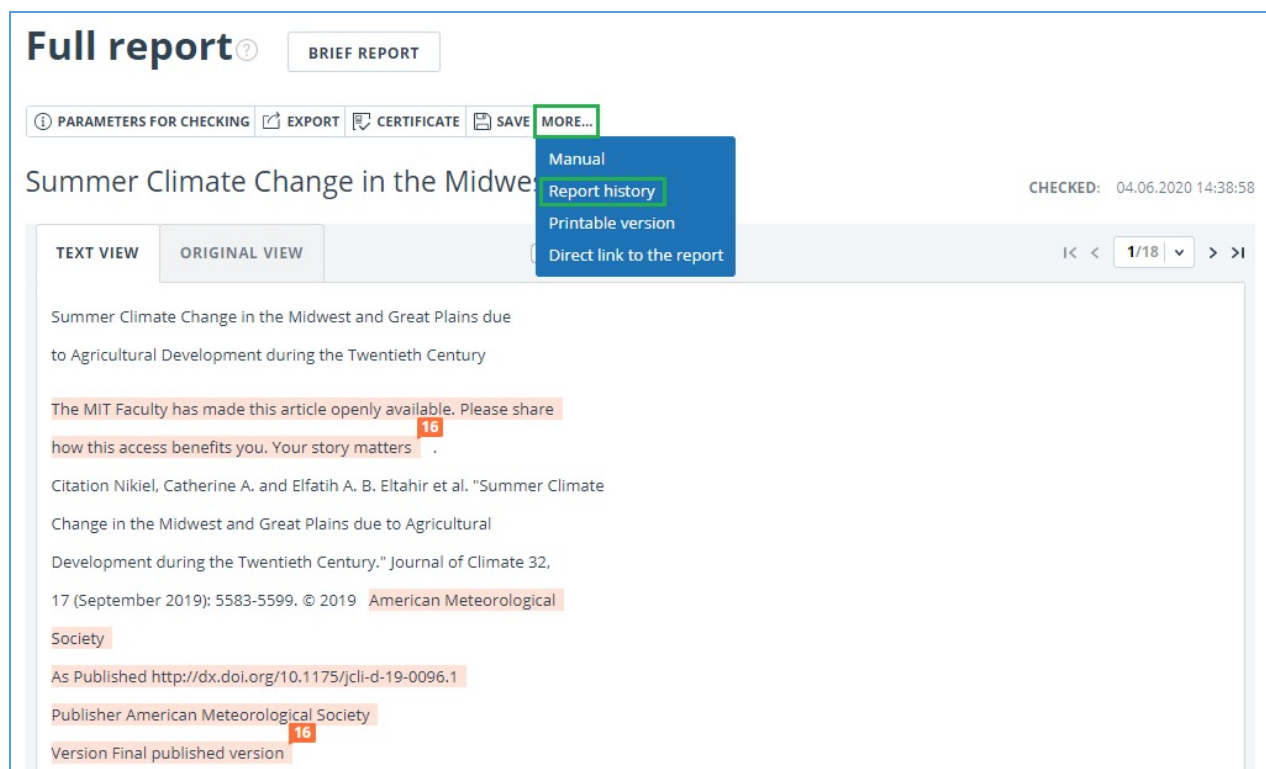 Full report ? BRIEF REPORT
PARAMETERS FOR CHECKING EXPORT CERTIFICATE SAVE MORE...
Manual
Summer Climate Change in the Midwes
Report history
CHECKED: 04.06.2020 14:38:58
Printable version
Direct link to the report
TEXT VIEW ORIGINAL VIEW 1/18
Summer Climate Change in the Midwest and Great Plains due
to Agricultural Development during the Twentieth Century
The MIT Faculty has made this article openly available. Please share
16
how this access benefits you. Your story matters .
Citation Nikiel, Catherine A. and Elfatih A. B. Eltahir et al. "Summer Climate
Change in the Midwest and Great Plains due to Agricultural
Development during the Twentieth Century." Journal of Climate 32,
17 (September 2019): 5583-5599. © 2019 American Meteorological
Society
As Published http://dx.doi.org/10.1175/jcli-d-19-0096.1
Publisher American Meteorological Society
16
Version Final published version